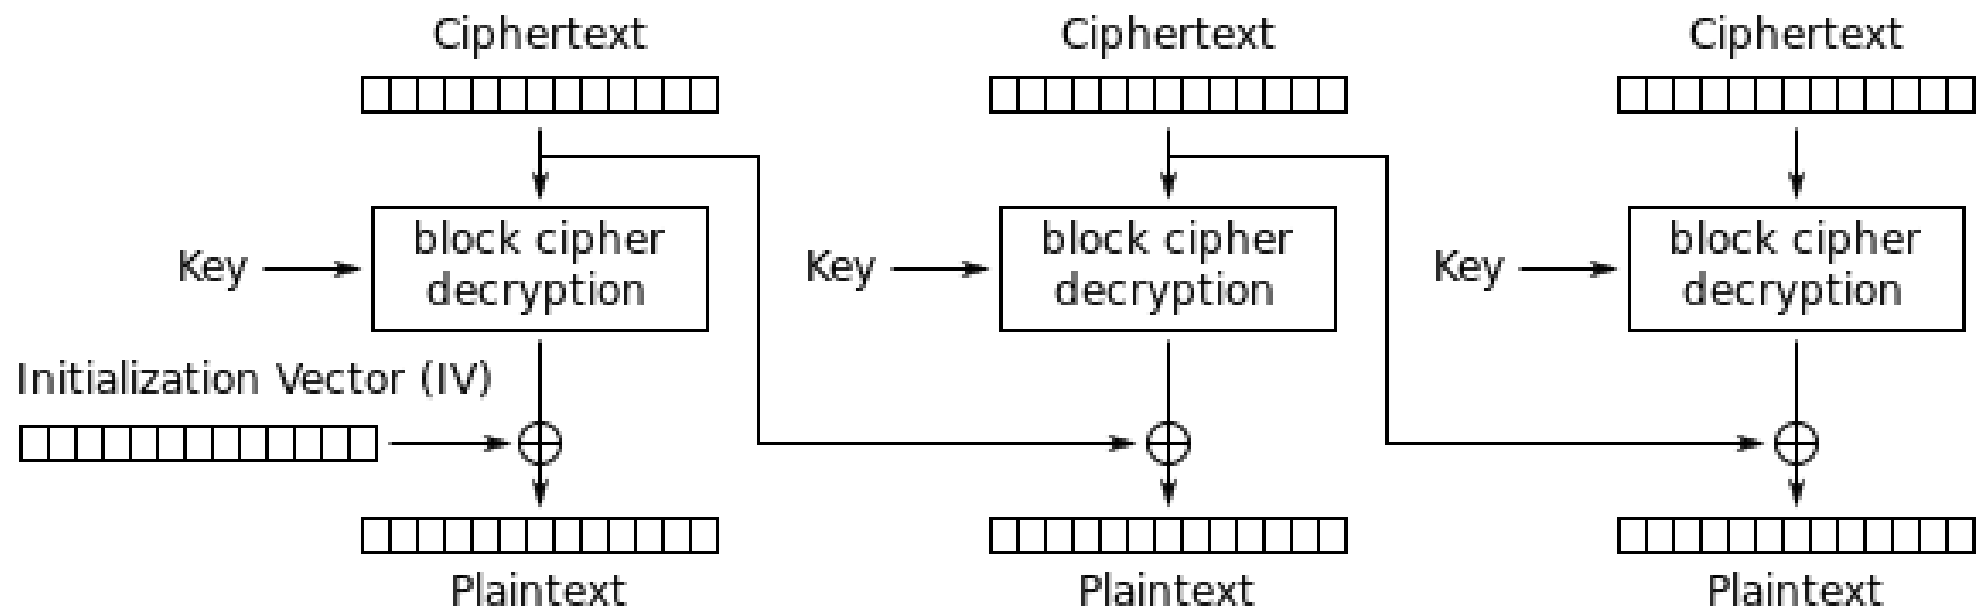 Ciphertext
Ciphertext
Ciphertext
Key
block cipher
decryption
Key
block cipher
decryption
Key
block cipher
decryption
Initialization Vector (IV)
Plaintext
Plaintext
Plaintext